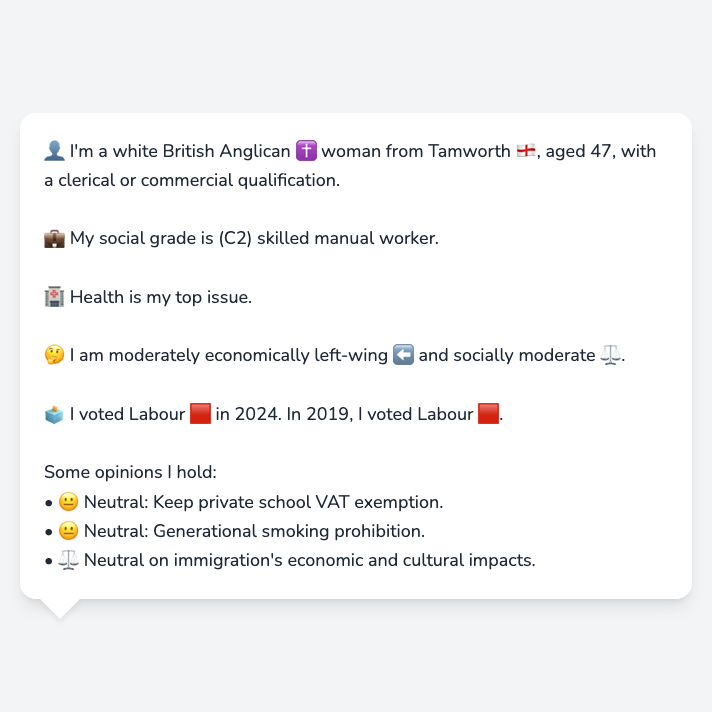 👤 I'm a white British Anglican ✝️ woman from Tamworth 🏴󠁧󠁢󠁥󠁮󠁧󠁿, aged 47, with
a clerical or commercial qualification.
💼 My social grade is (C2) skilled manual worker.
🏥 Health is my top issue.
🤔 I am moderately economically left-wing ⬅️ and socially moderate ⚖️.
🗳️ I voted Labour 🟥 in 2024. In 2019, I voted Labour 🟥.
Some opinions I hold:
• 😐 Neutral: Keep private school VAT exemption.
• 😐 Neutral: Generational smoking prohibition.
• ⚖️ Neutral on immigration's economic and cultural impacts.